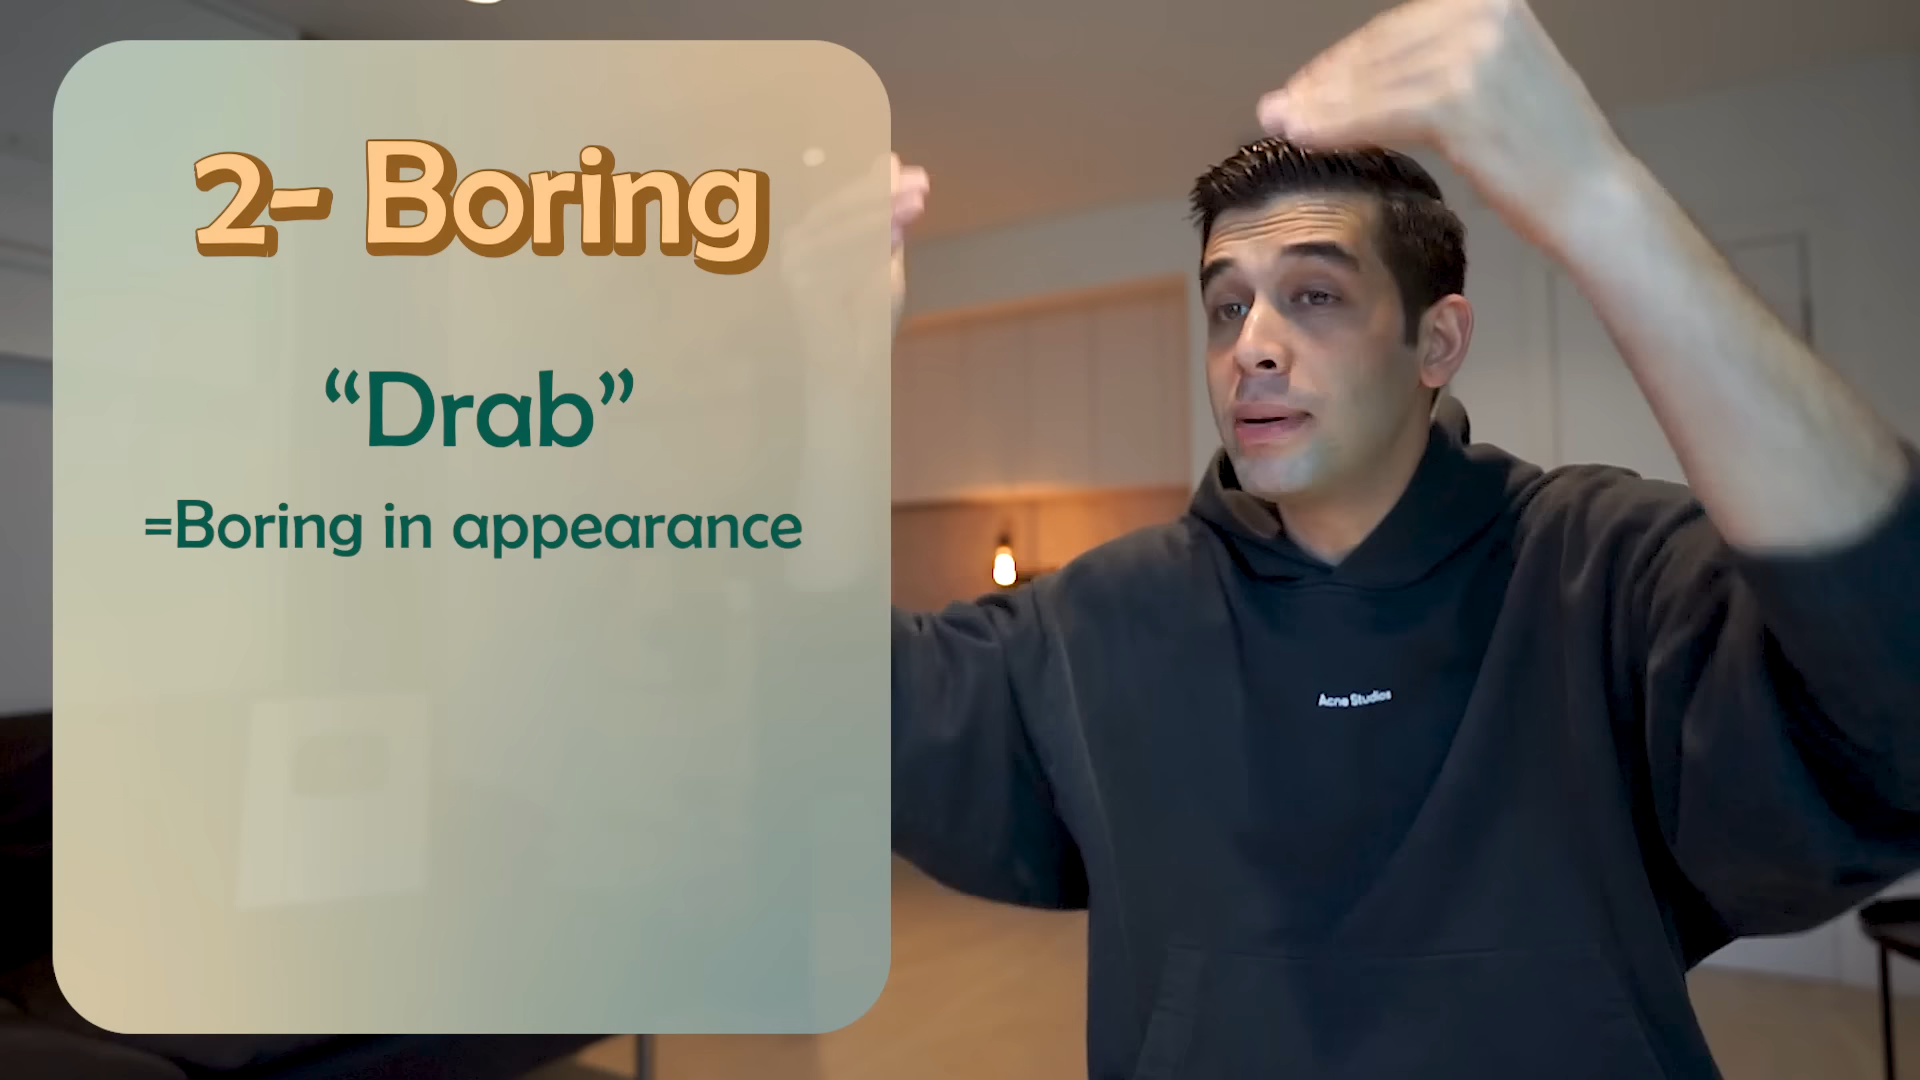 2- Boring
“Drab”
=Boring in appearance
Acne Studios